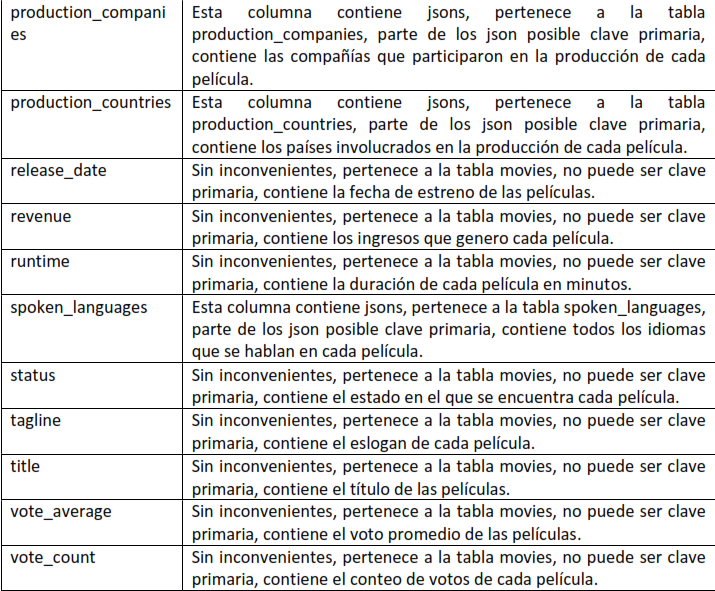 production_compani
es
Esta columna contiene jsons, pertenece a la tabla
production_companies, parte de los json posible clave primaria,
contiene las compañías que participaron en la producción de cada
película.
production_countries
Esta columna contiene jsons, pertenece a la tabla
production_countries, parte de los json posible clave primaria,
contiene los países involucrados en la producción de cada película.
release_date
Sin inconvenientes, pertenece a la tabla movies, no puede ser clave
primaria, contiene la fecha de estreno de las películas.
revenue
Sin inconvenientes, pertenece a la tabla movies, no puede ser clave
primaria, contiene los ingresos que genero cada película.
runtime
Sin inconvenientes, pertenece a la tabla movies, no puede ser clave
primaria, contiene la duración de cada película en minutos.
spoken_languages
Esta columna contiene jsons, pertenece a la tabla spoken_languages,
parte de los json posible clave primaria, contiene todos los idiomas
que se hablan en cada película.
status
Sin inconvenientes, pertenece a la tabla movies, no puede ser clave
primaria, contiene el estado en el que se encuentra cada película.
tagline
Sin inconvenientes, pertenece a la tabla movies, no puede ser clave
primaria, contiene el eslogan de cada película.
title
Sin inconvenientes, pertenece a la tabla movies, no puede ser clave
primaria, contiene el título de las películas.
vote_average
Sin inconvenientes, pertenece a la tabla movies, no puede ser clave
primaria, contiene el voto promedio de las películas.
vote_count
Sin inconvenientes, pertenece a la tabla movies, no puede ser clave
primaria, contiene el conteo de votos de cada película.